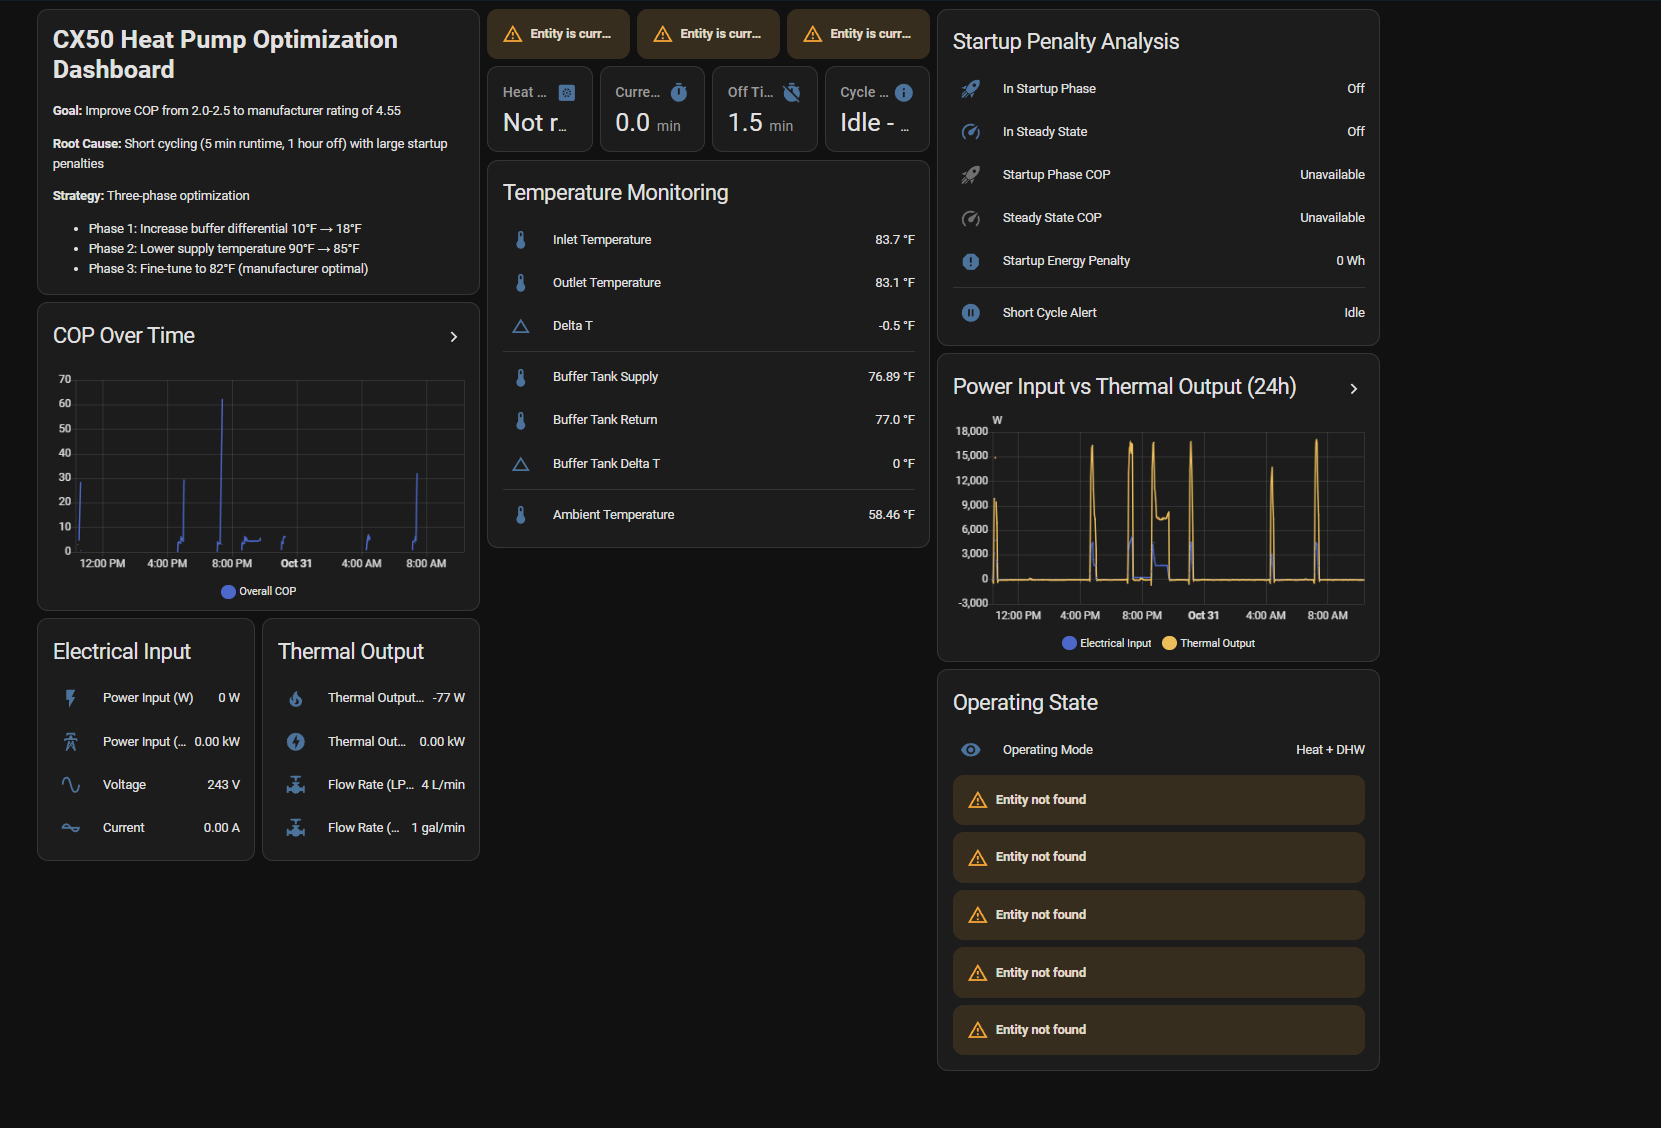 CX50 Heat Pump Optimization
Dashboard
Goal: Improve COP from 2.0-2.5 to manufacturer rating of 4.55
Root Cause: Short cycling (5 min runtime, 1 hour off) with large startup
penalties
Strategy: Three-phase optimization
• Phase 1: Increase buffer differential 10°F → 18°F
• Phase 2: Lower supply temperature 90°F → 85°F
• Phase 3: Fine-tune to 82°F (manufacturer optimal)
COP Over Time
70
60
50
40
30
20
10
0
12:00 PM 4:00 PM 8:00 PM Oct 31 4:00 AM 8:00 AM
Overall COP
Electrical Input
Power Input (W) 0 W
Power Input (... 0.00 kW
Voltage 243 V
Current 0.00 A
Thermal Output
Thermal Output... -77 W
Thermal Out... 0.00 kW
Flow Rate (LP... 4 L/min
Flow Rate (... 1 gal/min
Entity is curr...
Entity is curr...
Entity is curr...
Heat ...
Not r...
Curre...
0.0 min
Off Ti...
1.5 min
Cycle ...
Idle - ...
Temperature Monitoring
Inlet Temperature 83.7 °F
Outlet Temperature 83.1 °F
Delta T -0.5 °F
Buffer Tank Supply 76.89 °F
Buffer Tank Return 77.0 °F
Buffer Tank Delta T 0 °F
Ambient Temperature 58.46 °F
Startup Penalty Analysis
In Startup Phase Off
In Steady State Off
Startup Phase COP Unavailable
Steady State COP Unavailable
Startup Energy Penalty 0 Wh
Short Cycle Alert Idle
Power Input vs Thermal Output (24h)
W
18,000
15,000
12,000
9,000
6,000
3,000
0
-3,000
12:00 PM 4:00 PM 8:00 PM Oct 31 4:00 AM 8:00 AM
Electrical Input Thermal Output
Operating State
Operating Mode Heat + DHW
Entity not found
Entity not found
Entity not found
Entity not found
Entity not found